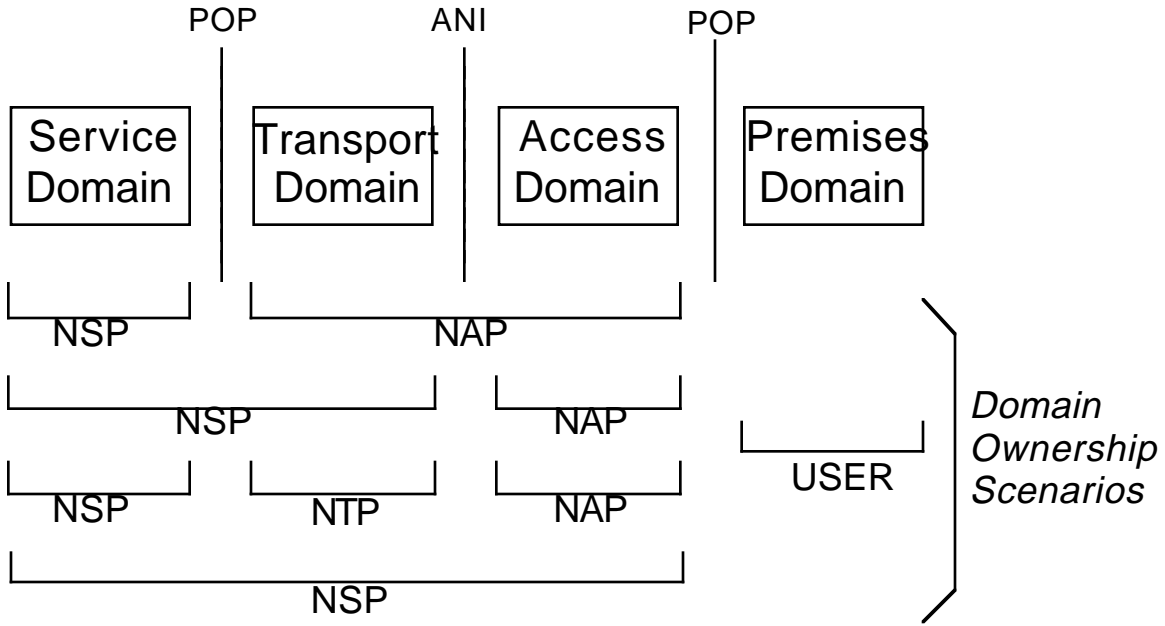 POP ANI POP
Service Transport Access Premises
Domain Domain Domain Domain
NSP NAP
NSP NAP
Domain
Ownership
Scenarios
USER
NSP NTP NAP
NSP